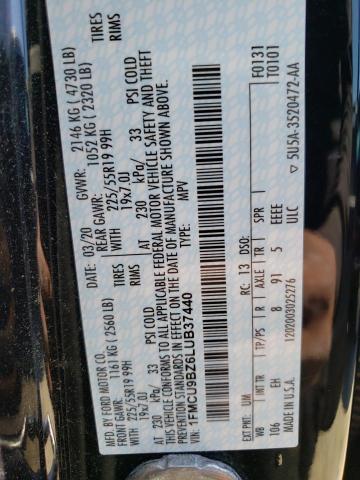 MFD. BY FORD MOTOR CO.
DATE: 03/20 GVWR: 2146 KG ( 4730 LB)
FRONT GAWR: 1161 KG ( 2560 LB) REAR GAWR: 1052 KG ( 2320 LB)
WITH 225/55R19 99H TIRES WITH 225/55R19 99H TIRES
19x7.0J RIMS 19x7.0J RIMS
AT 230 kPa/ 33 PSI COLD AT 230 kPa/ 33 PSI COLD
THIS VEHICLE CONFORMS TO ALL APPLICABLE FEDERAL MOTOR VEHICLE SAFETY AND THEFT
PREVENTION STANDARDS IN EFFECT ON THE DATE OF MANUFACTURE SHOWN ABOVE.
VIN: 1FMCU9BZ6LUB37440
TYPE: MPV
F0131
T0101
EXT PNT: UM RC: 13 DSO:
WB INT TR TP/PS R AXLE TR SPR
106 EH 8 91 5 EEEE
ULC
MADE IN U.S.A. 120200302S276
5U5A-3520472-AA